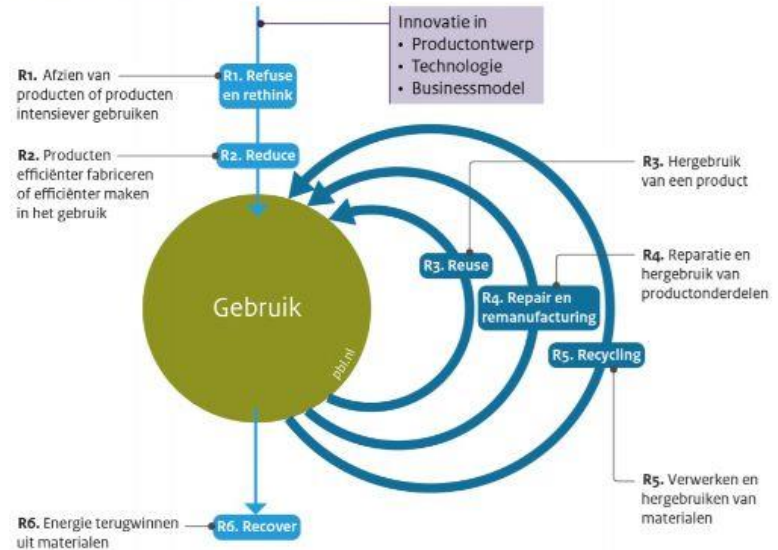 Innovatie in
• Productontwerp
• Technologie
• Businessmodel
R1. Afzien van
producten of producten
intensiever gebruiken
R1. Refuse
en rethink
R2. Producten
efficiënter fabriceren
of efficiënter maken
in het gebruik
R2. Reduce
R3. Hergebruik
van een product
R3. Reuse
R4. Reparatie en
hergebruik van
productonderdelen
R4. Repair en
remanufacturing
Gebruik
pbl.nl
R5. Recycling
R5. Verwerken en
hergebruiken van
materialen
R6. Energie terugwinnen
uit materialen
R6. Recover